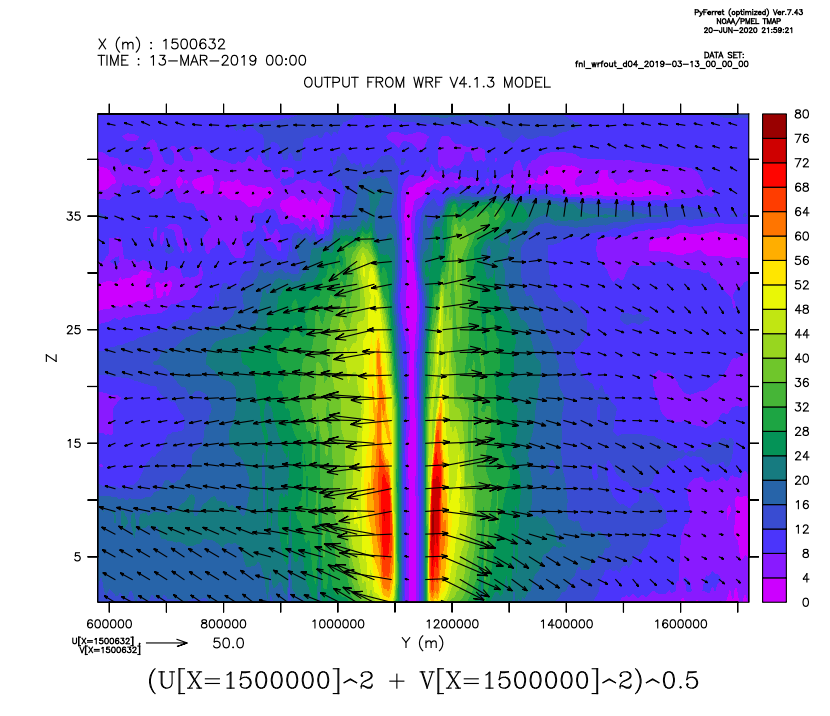 PyFerret (optimized) Ver.7.43
NOAA/PMEL TMAP
20-JUN-2020 21:59:21
X (m) : 1500632
TIME : 13-MAR-2019 00:00
DATA SET:
fnl_wrfout_d04_2019-03-13_00_00_00
OUTPUT FROM WRF V4.1.3 MODEL
80
76
72
68
64
60
56
52
48
44
40
36
32
28
24
20
16
12
8
4
0
35
25
15
5
Z
600000 800000 1000000 1200000 1400000 1600000
Y (m)
U[X=1500632]
V[X=1500632]
50.0
(U[X=1500000]^2 + V[X=1500000]^2)^0.5